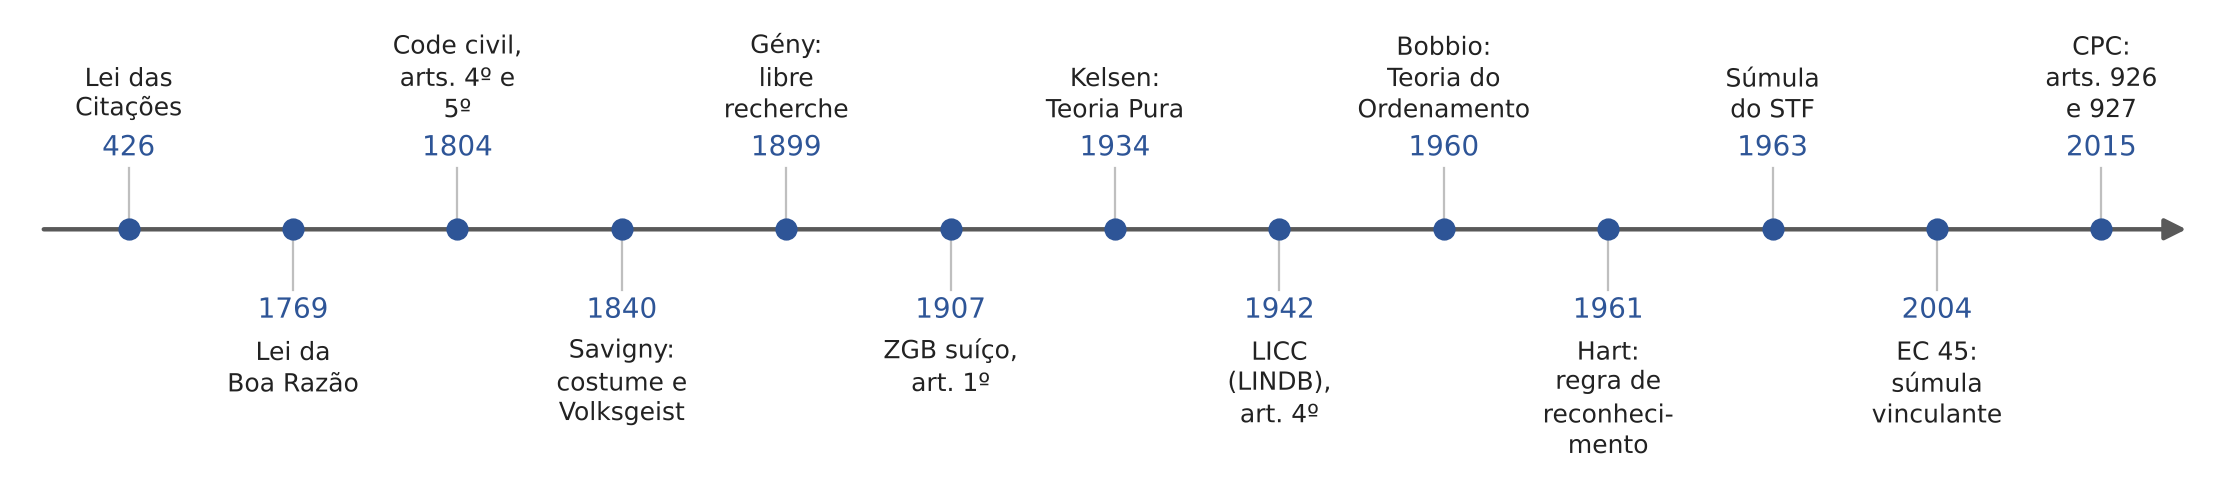 Lei das
Citações
426
Lei da
Boa Razão
1769
Code civil,
arts. 4º e
5º
1804
1840
Savigny:
costume e
Volksgeist
Gény:
libre
recherche
1899
1907
ZGB suíço,
art. 1º
Kelsen:
Teoria Pura
1934
1942
LICC
(LINDB),
art. 4º
Bobbio:
Teoria do
Ordenamento
1960
1961
Hart:
regra de
reconheci-
mento
Súmula
do STF
1963
2004
EC 45:
súmula
vinculante
CPC:
arts. 926
e 927
2015